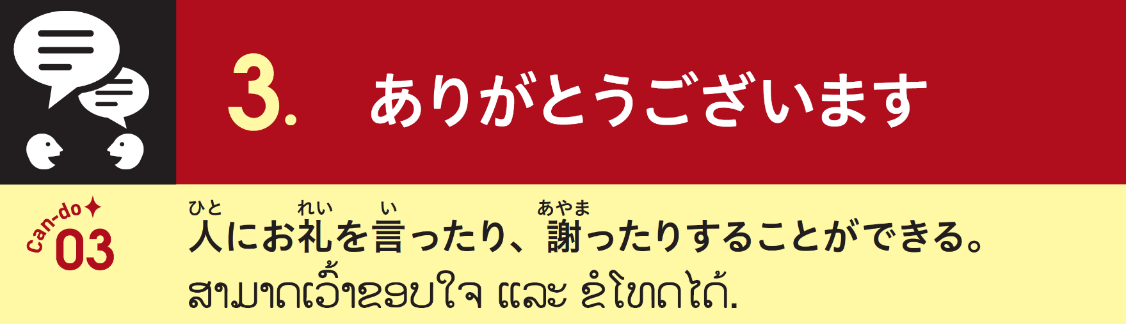 3. ありがとうございます
Can-do
03
ひと れい い あやま
人にお礼を言ったり、謝ったりすることができる。
ສາມາດເວົ້າຂອບໃຈ ແລະ ຂໍໂທດໄດ້.